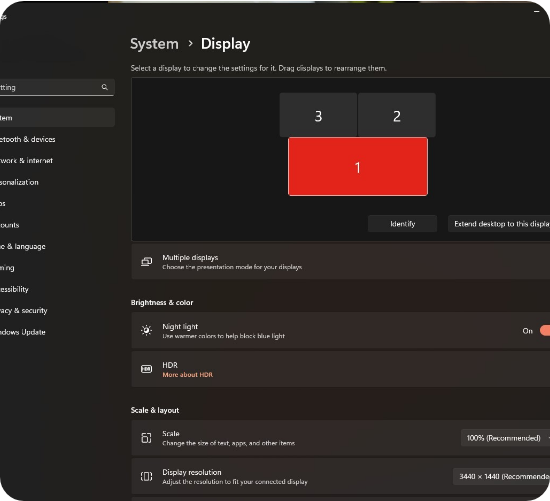 System > Display
Select a display to change the settings for it. Drag displays to rearrange them.
3
2
1
Identify
Extend desktop to this displa
Multiple displays
Choose the presentation mode for your displays
Brightness & color
Night light
Use warmer colors to help block blue light
On
HDR
More about HDR
Scale & layout
Scale
Change the size of text, apps, and other items
100% (Recommended)
Display resolution
Adjust the resolution to fit your connected display
3440 × 1440 (Recommende
gs
tting
tem
etooth & devices
work & internet
sonalization
os
ounts
e & language
ming
essibility
vacy & security
ndows Update